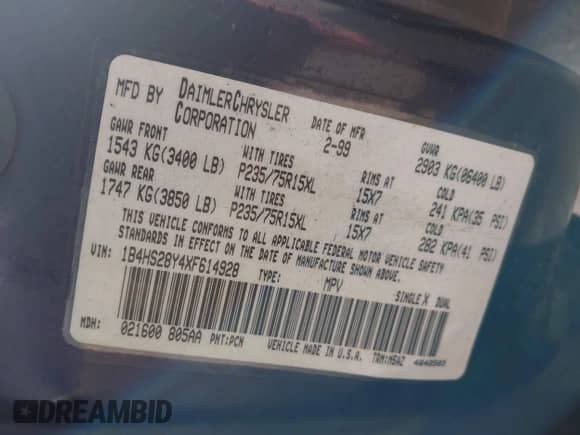 MFD BY DAIMLERCHRYSLER CORPORATION DATE OF MFR 2-99 GVWR 2903 KG(06400 LB)
GAWR FRONT WITH TIRES RIMS AT COLD
1543 KG(3400 LB) P235/75R15XL 15X7 241 KPA(35 PSI)
GAWR REAR WITH TIRES RIMS AT COLD
1747 KG(3850 LB) P235/75R15XL 15X7 282 KPA(41 PSI)
THIS VEHICLE CONFORMS TO ALL APPLICABLE FEDERAL MOTOR VEHICLE SAFETY
STANDARDS IN EFFECT ON THE DATE OF MANUFACTURE SHOWN ABOVE.
VIN: 1B4HS28Y4XF614928 TYPE: MPV SINGLE X DUAL
MDH: 021600 805AA PNT:PCN VEHICLE MADE IN U.S.A. TRM:M5AZ
DREAMBID